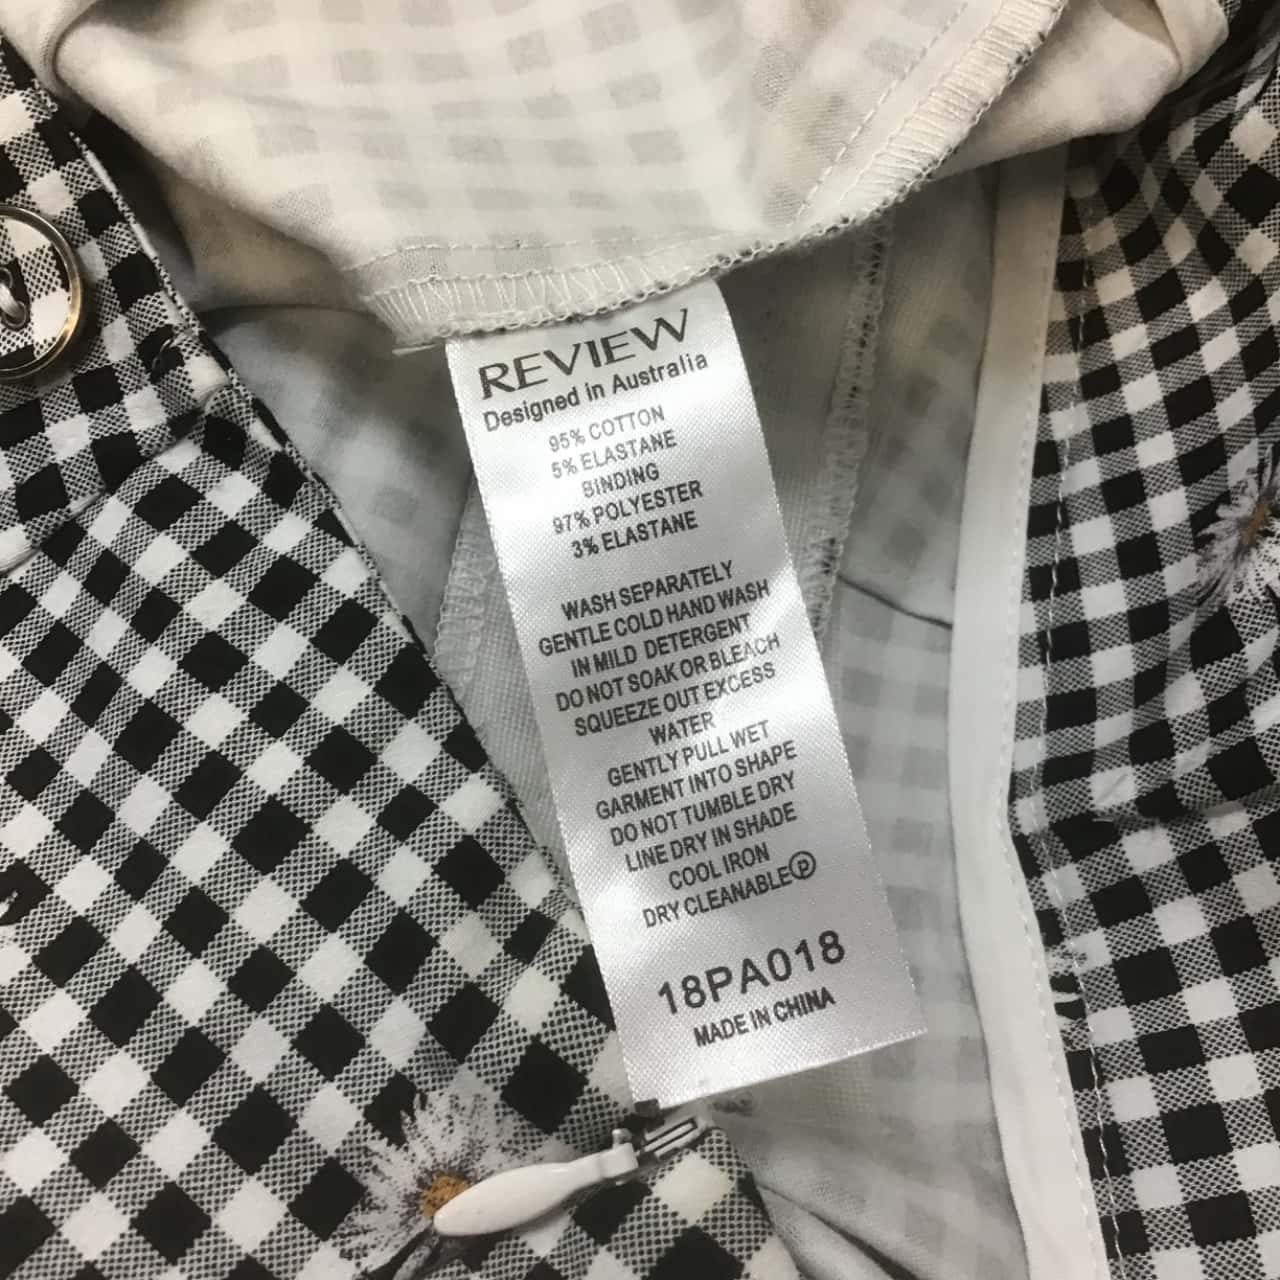 REVIEW
Designed in Australia
95% COTTON
5% ELASTANE
BINDING
97% POLYESTER
3% ELASTANE
WASH SEPARATELY
GENTLE COLD HAND WASH
IN MILD DETERGENT
DO NOT SOAK OR BLEACH
SQUEEZE OUT EXCESS
WATER
GENTLY PULL WET
GARMENT INTO SHAPE
DO NOT TUMBLE DRY
LINE DRY IN SHADE
COOL IRON
DRY CLEANABLE Ⓟ
18PA018
MADE IN CHINA